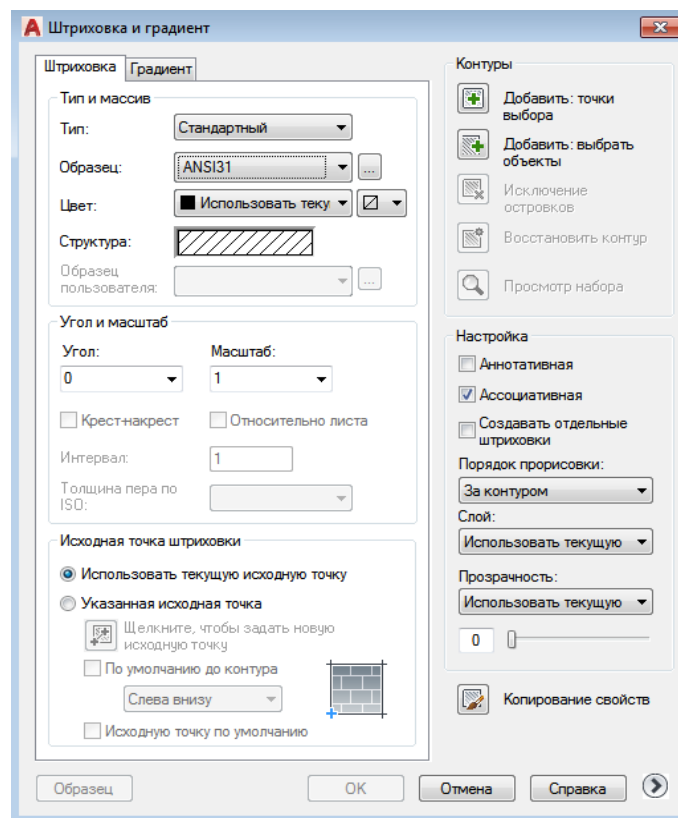 Штриховка и градиент
Штриховка
Градиент
Тип и массив
Тип:
Стандартный
Образец:
ANSI31
...
Цвет:
Использовать теку
Структура:
Образец
пользователя:
...
Угол и масштаб
Угол:
Масштаб:
0
1
Крест-накрест
Относительно листа
Интервал:
1
Толщина пера по
ISO:
Исходная точка штриховки
Использовать текущую исходную точку
Указанная исходная точка
Щелкните, чтобы задать новую
исходную точку
По умолчанию до контура
Слева внизу
Исходную точку по умолчанию
Контуры
Добавить: точки
выбора
Добавить: выбрать
объекты
Исключение
островков
Восстановить контур
Просмотр набора
Настройка
Аннотативная
Ассоциативная
Создавать отдельные
штриховки
Порядок прорисовки:
За контуром
Слой:
Использовать текущую
Прозрачность:
Использовать текущую
0
Копирование свойств
Образец
OK
Отмена
Справка